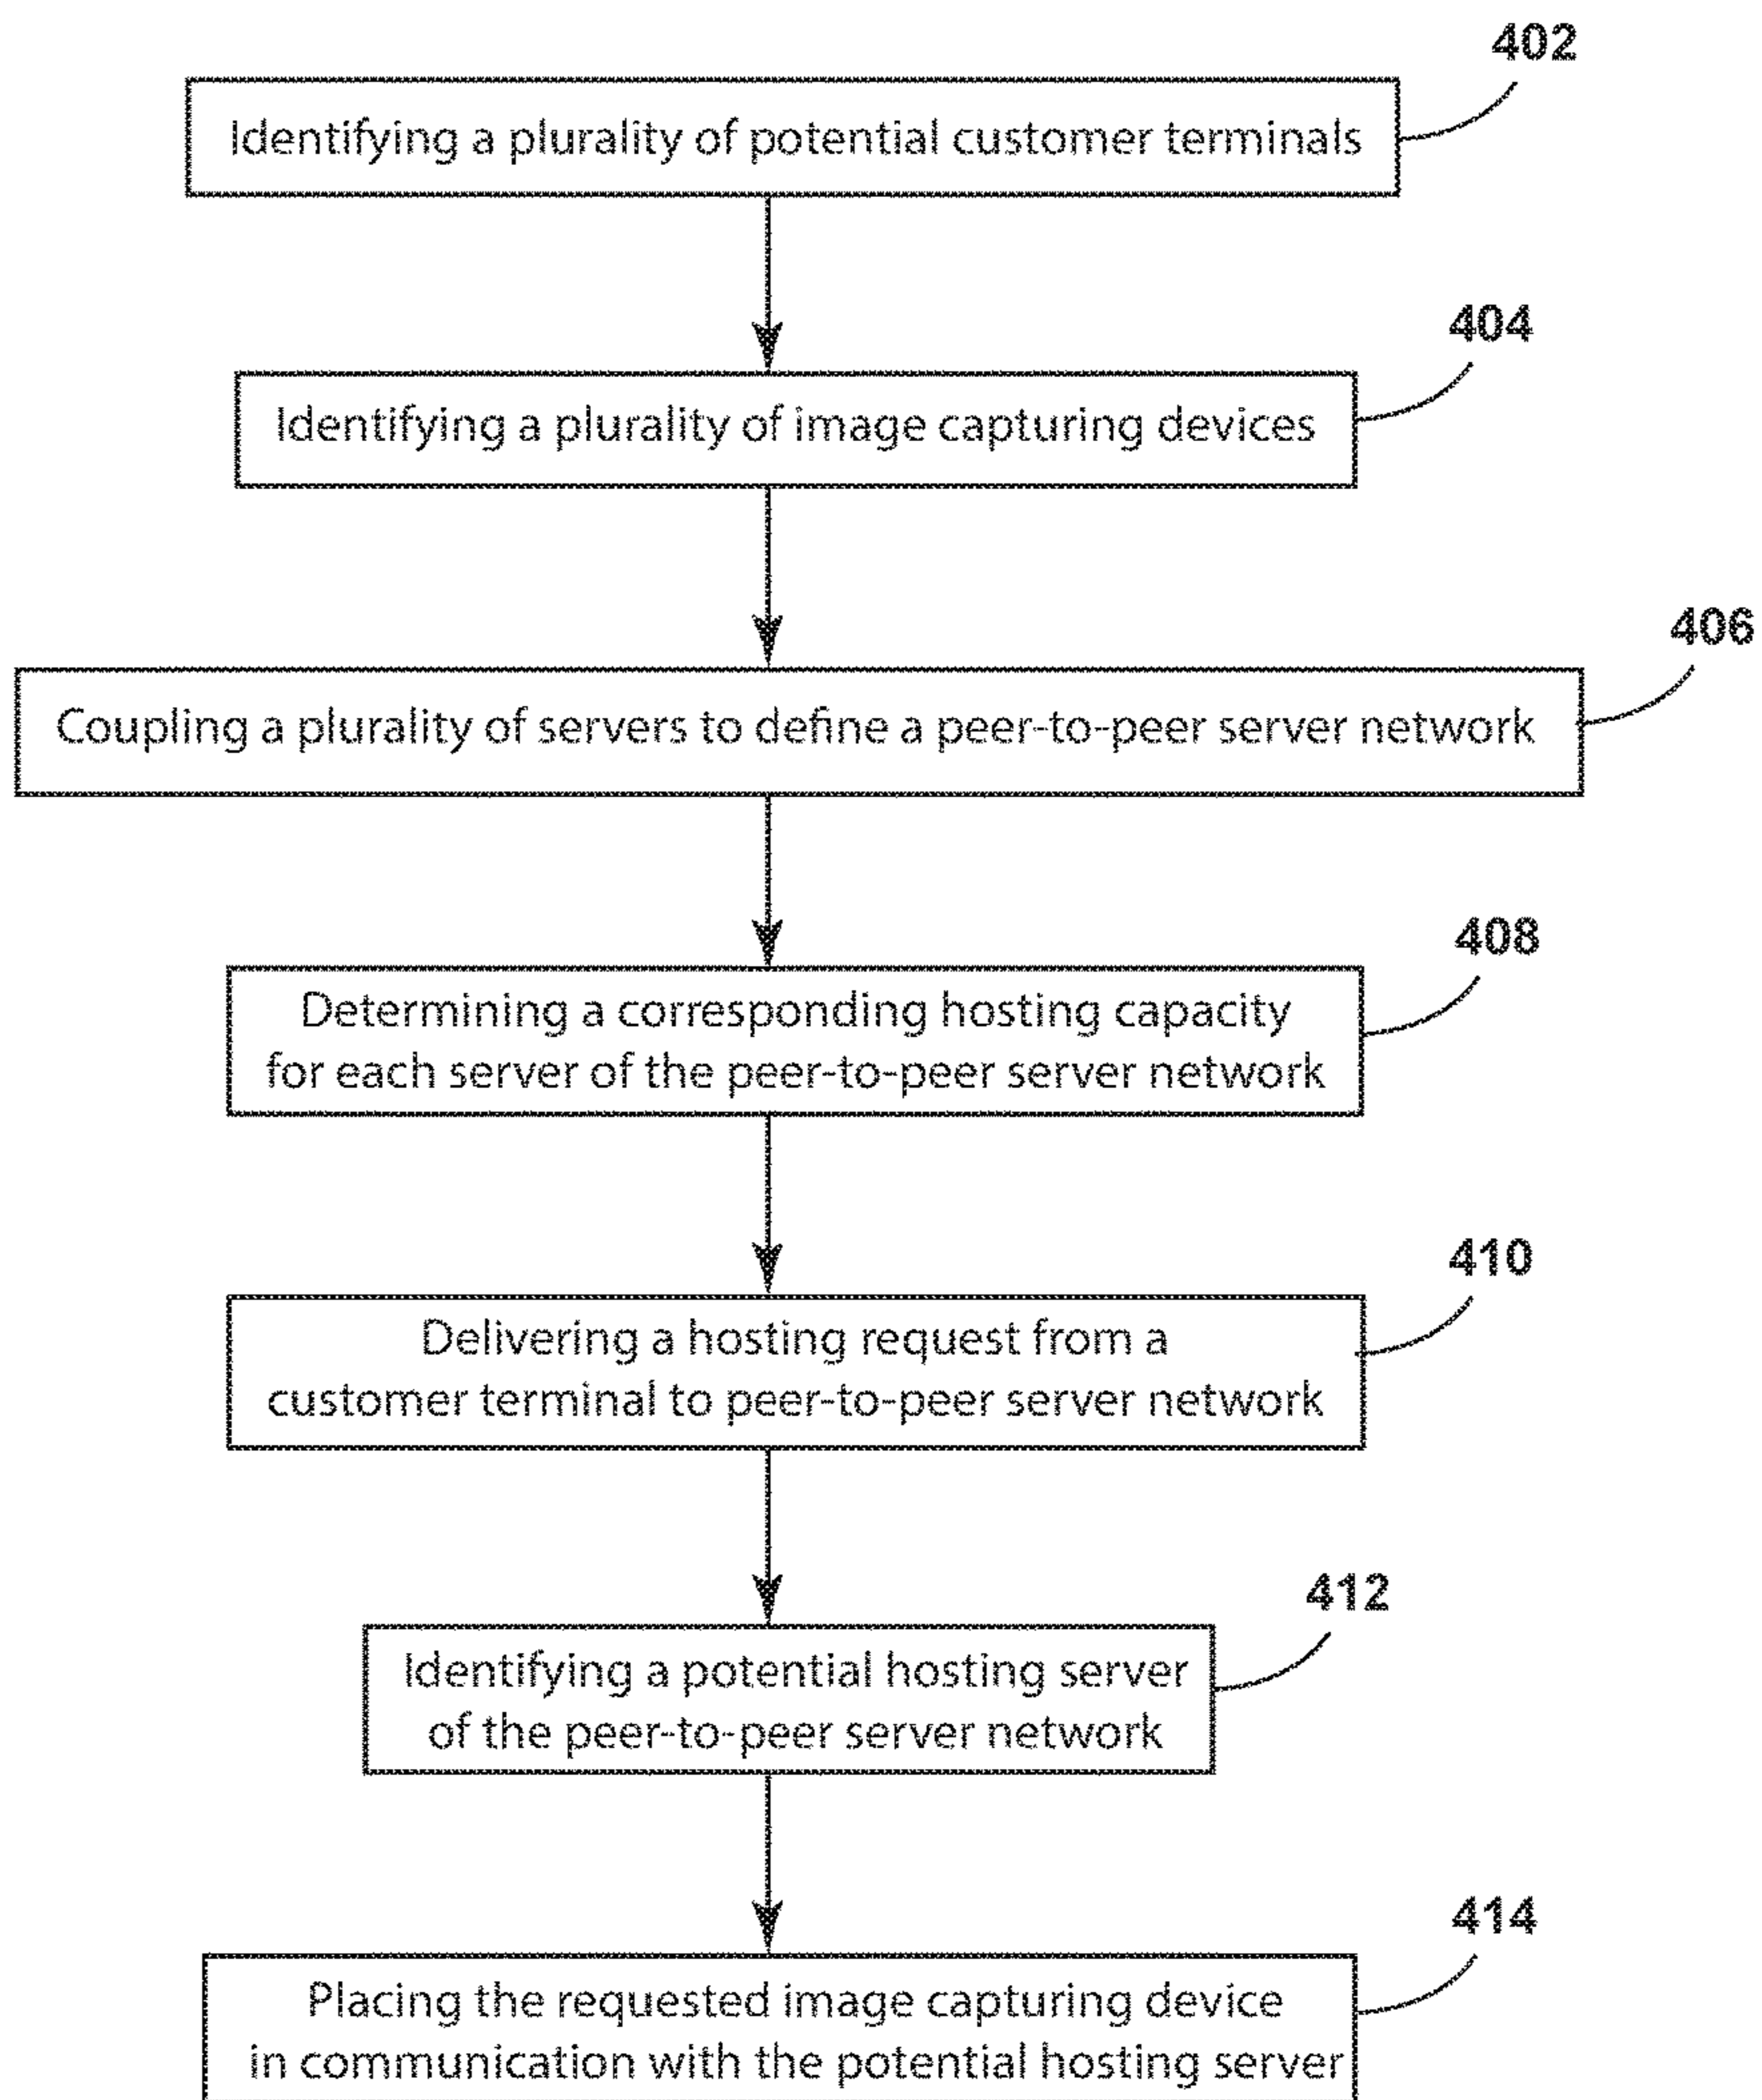 402
Identifying a plurality of potential customer terminals
404
Identifying a plurality of image capturing devices
406
Coupling a plurality of servers to define a peer-to-peer server network
408
Determining a corresponding hosting capacity
for each server of the peer-to-peer server network
410
Delivering a hosting request from a
customer terminal to peer-to-peer server network
412
Identifying a potential hosting server
of the peer-to-peer server network
414
Placing the requested image capturing device
in communication with the potential hosting server